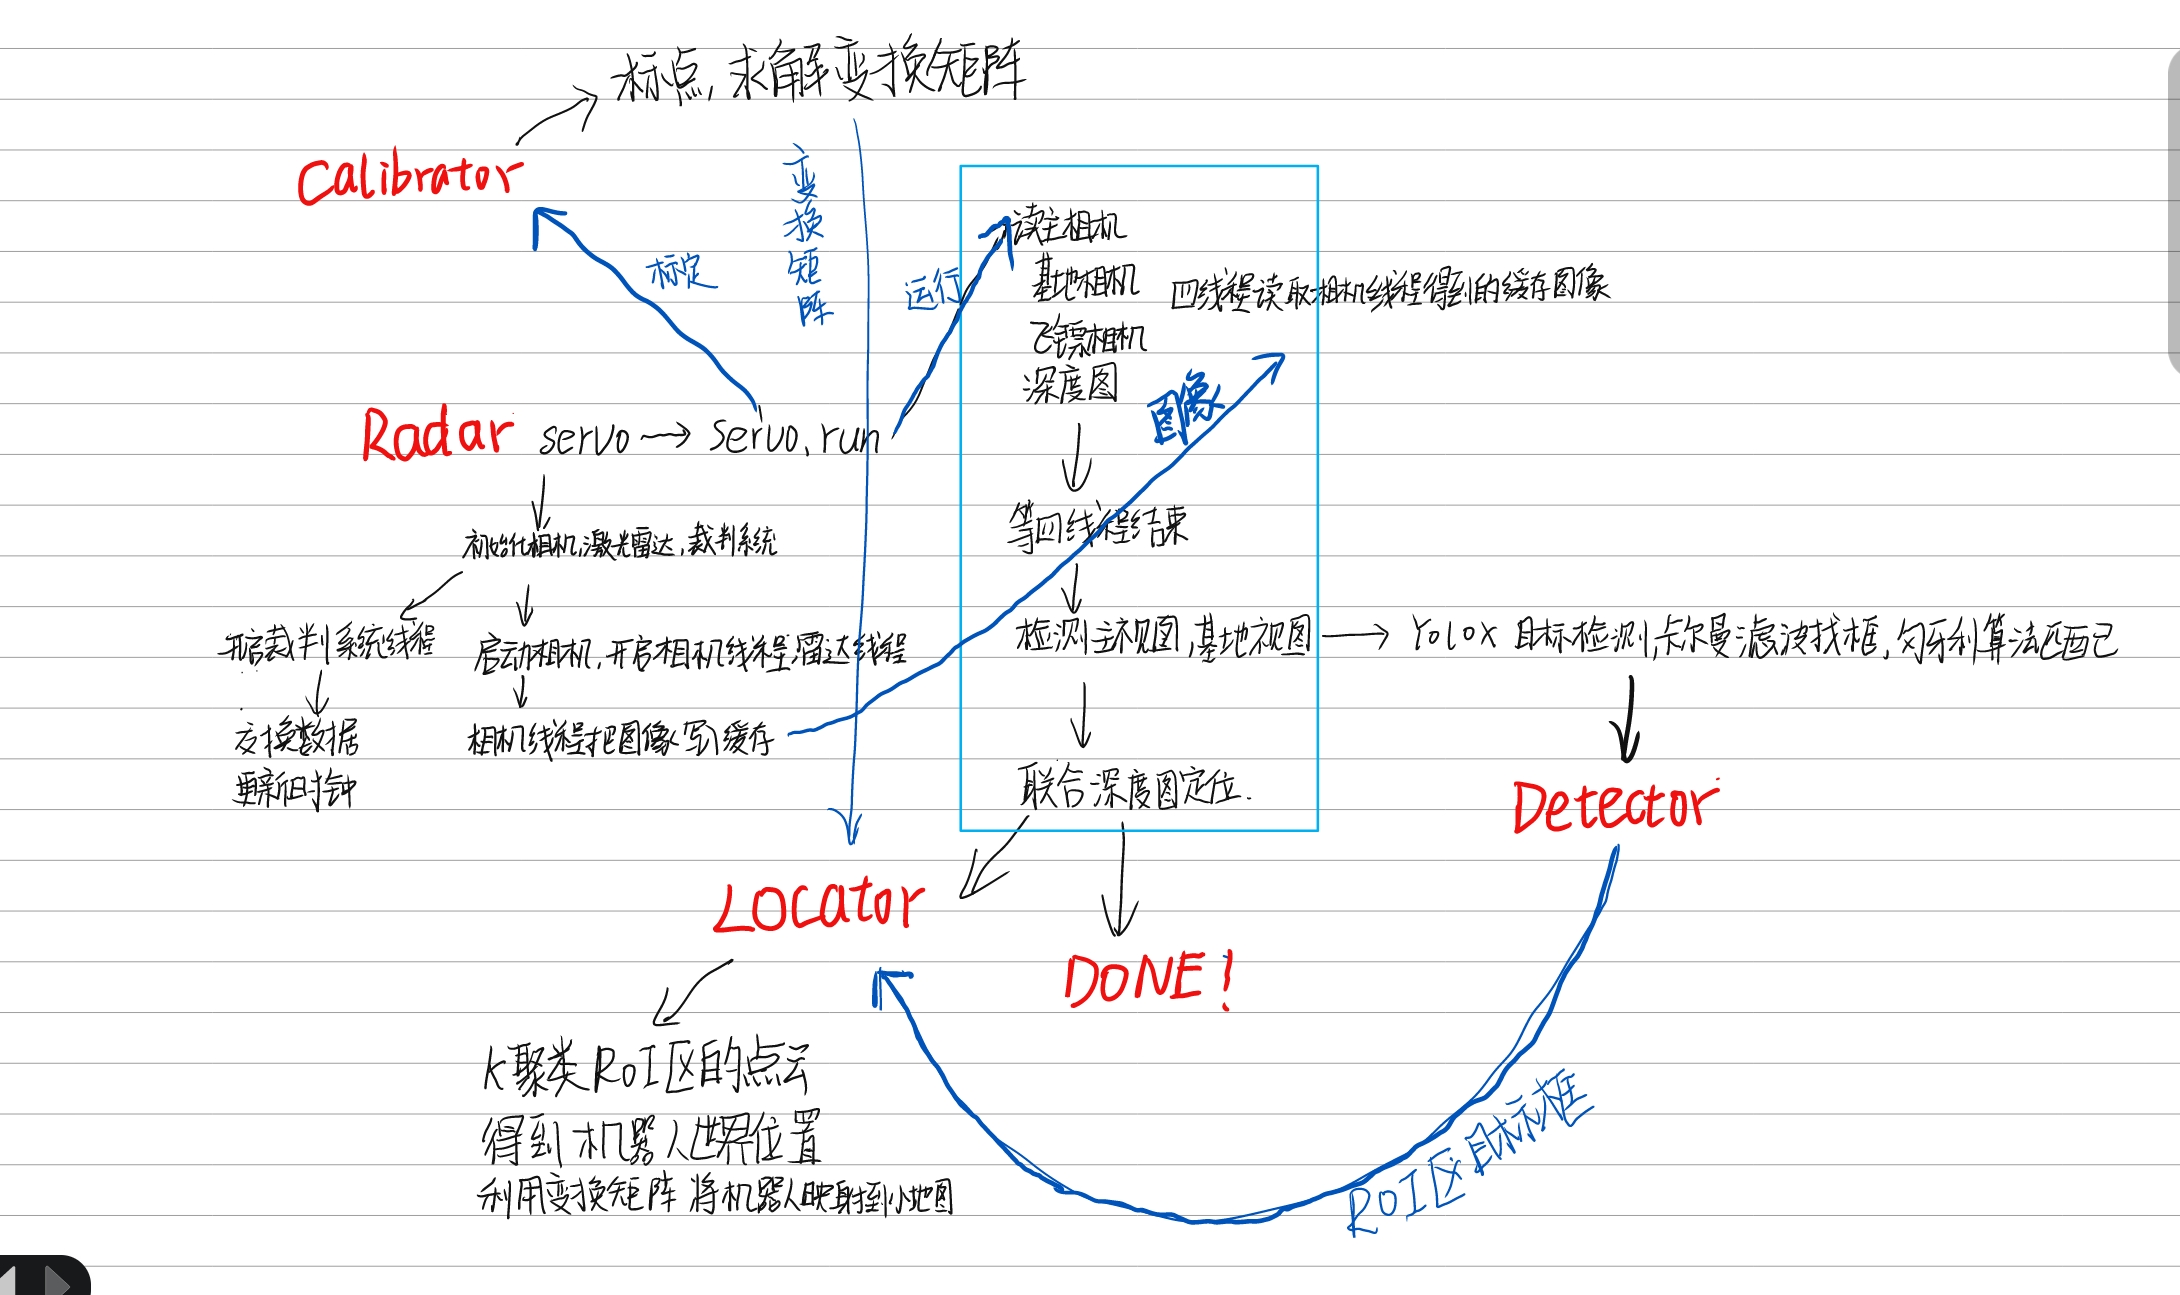 标点,求解变换矩阵
Calibrator
变换矩阵
标定
运行
读主相机
基地相机
飞镖相机
深度图
四线程读取相机线程得到的缓存图像
图像
Radar servo → servo.run
等四线程结束
初始化相机,激光雷达,裁判系统
开启裁判系统线程
启动相机,开启相机线程,雷达线程
检测主视图,基地视图 → YoloX 目标检测,卡尔曼滤波找框,匈牙利算法匹配
交换数据
更新时钟
相机线程把图像写入缓存
联合深度图定位.
Detector
Locator
DONE!
K聚类ROI区的点云
得到机器人世界位置
利用变换矩阵 将机器人映射到小地图
ROI区目标框